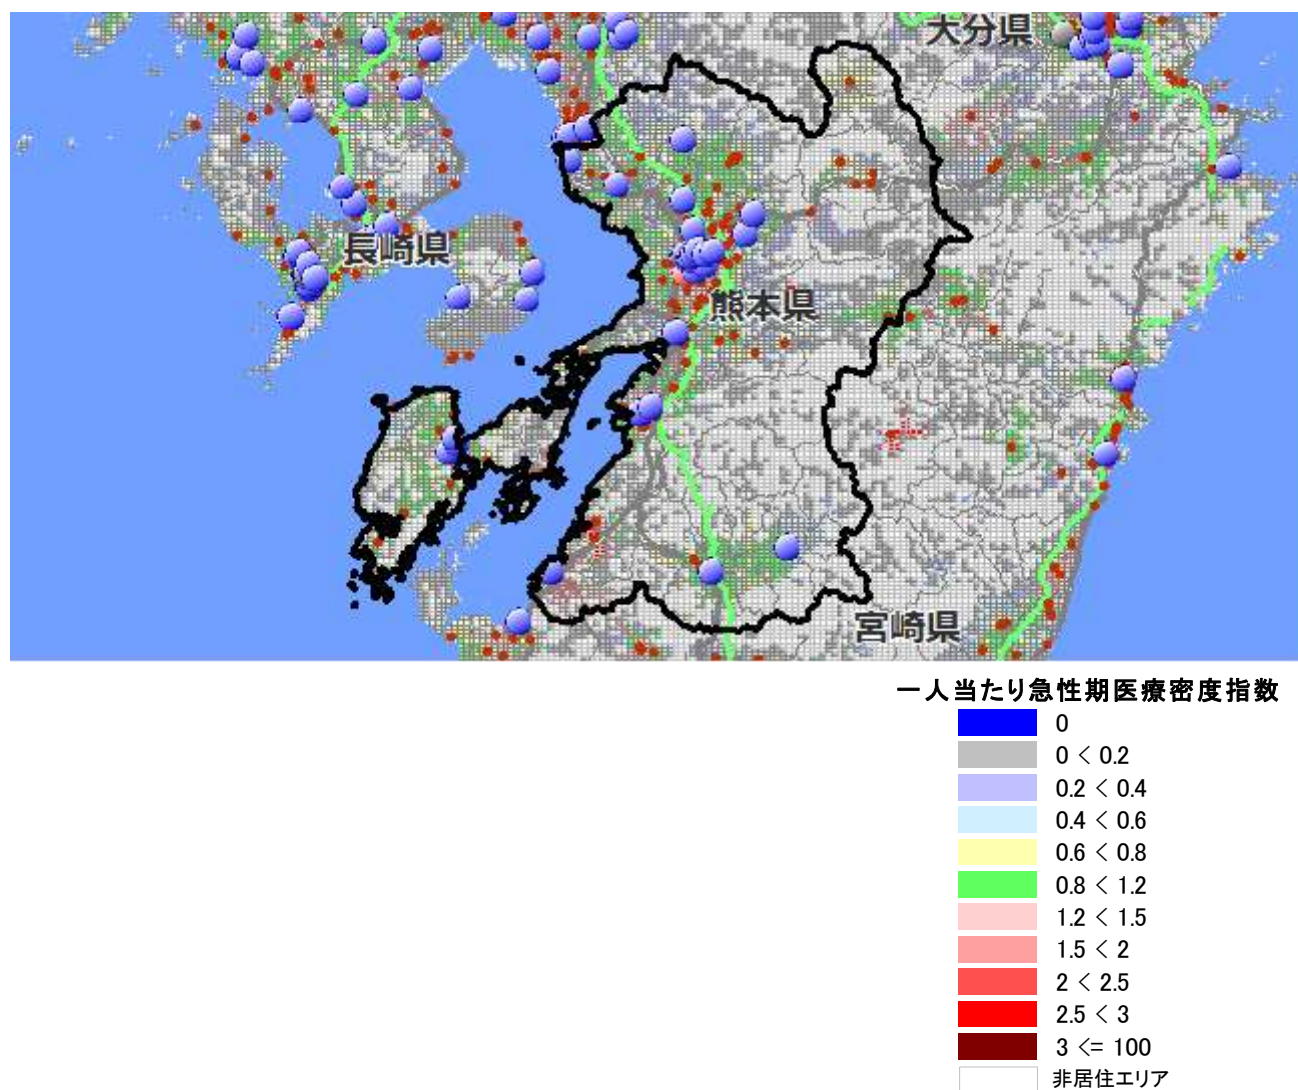 大分県
長崎県
熊本県
宮崎県
一人当たり急性期医療密度指数
0
0 < 0.2
0.2 < 0.4
0.4 < 0.6
0.6 < 0.8
0.8 < 1.2
1.2 < 1.5
1.5 < 2
2 < 2.5
2.5 < 3
3 <= 100
非居住エリア